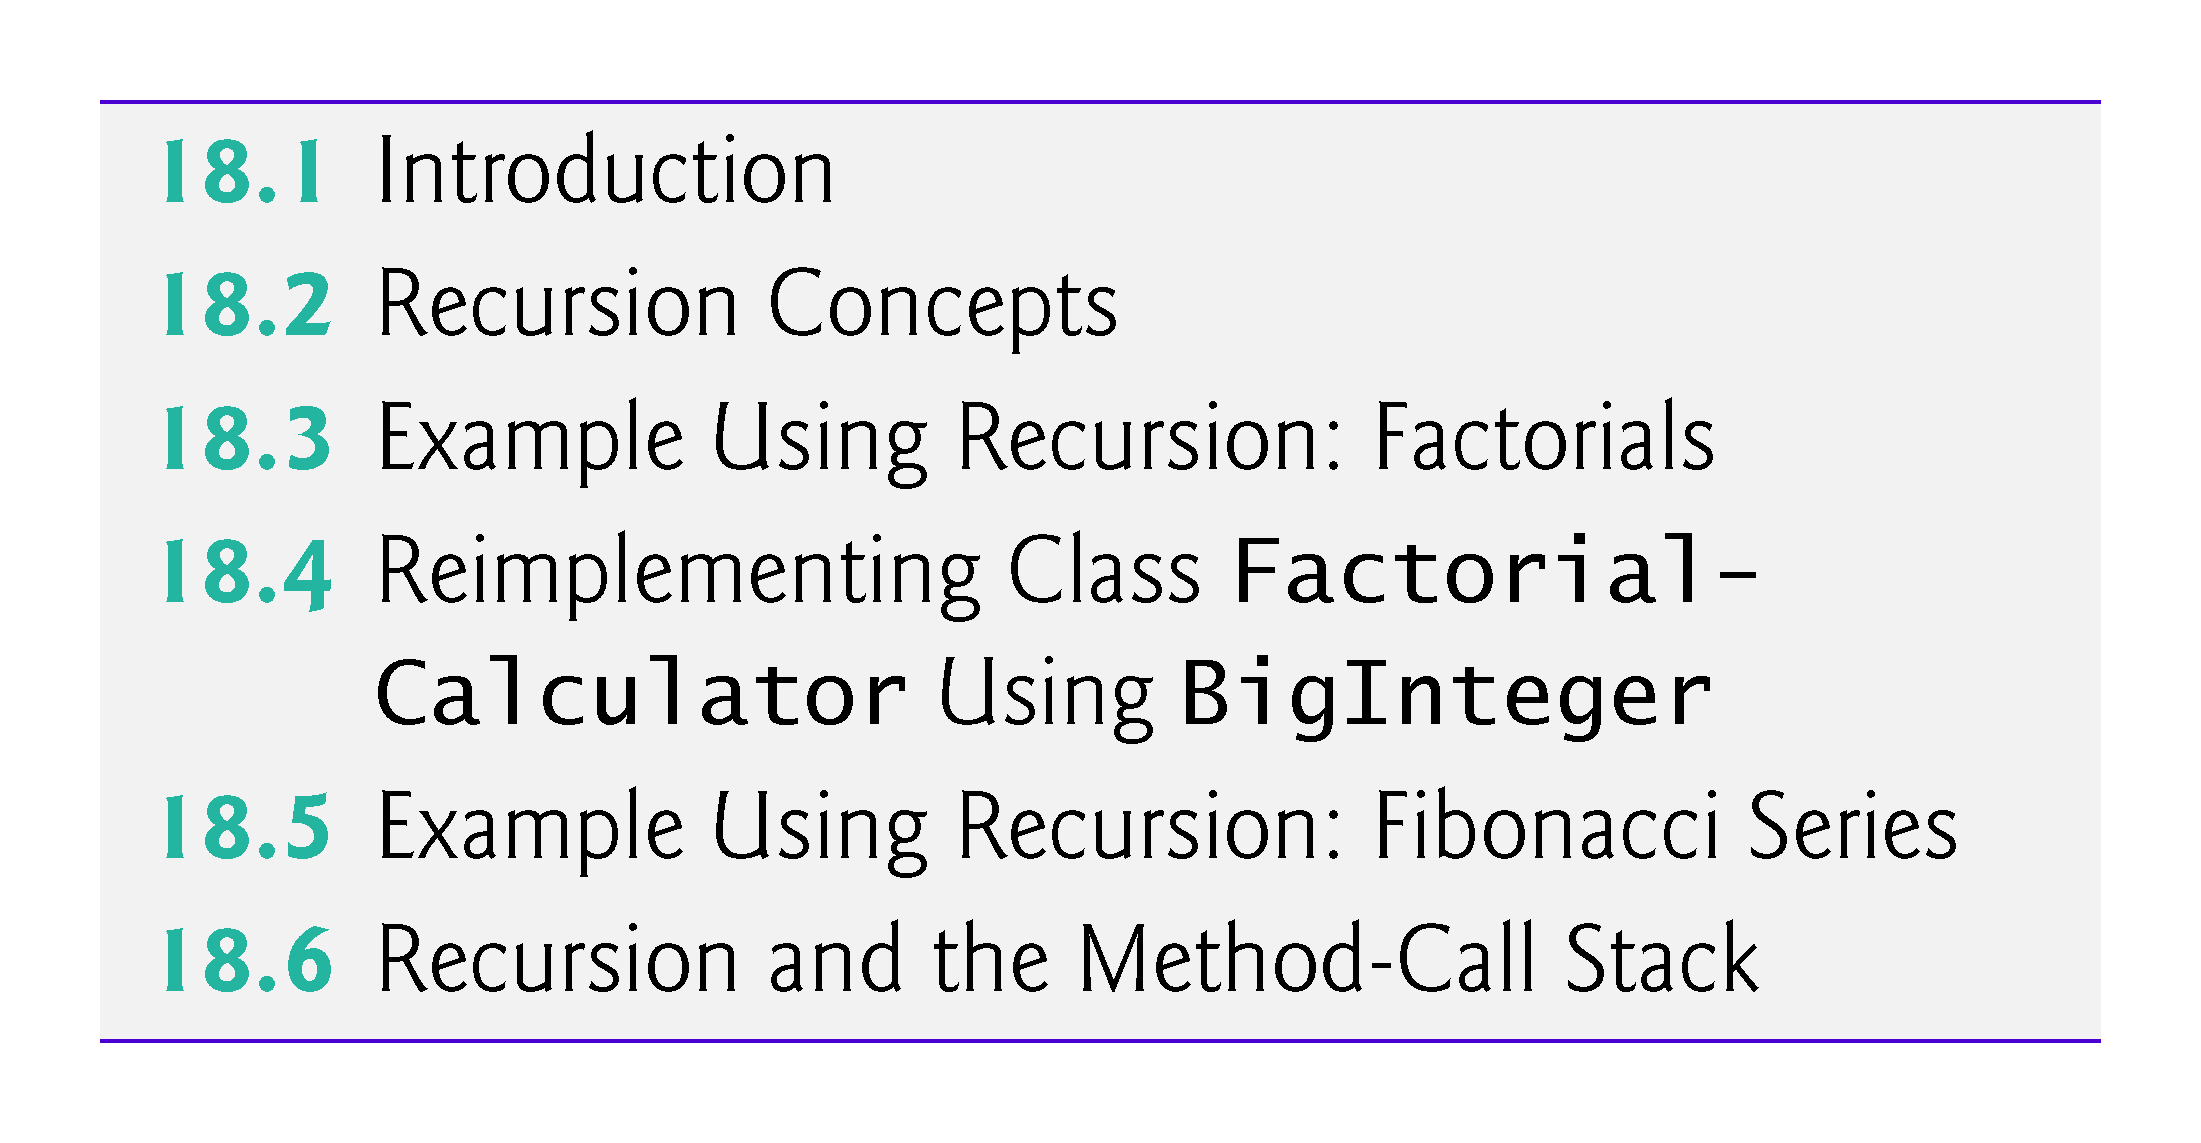 18.1 Introduction
18.2 Recursion Concepts
18.3 Example Using Recursion: Factorials
18.4 Reimplementing Class Factorial-
Calculator Using BigInteger
18.5 Example Using Recursion: Fibonacci Series
18.6 Recursion and the Method-Call Stack